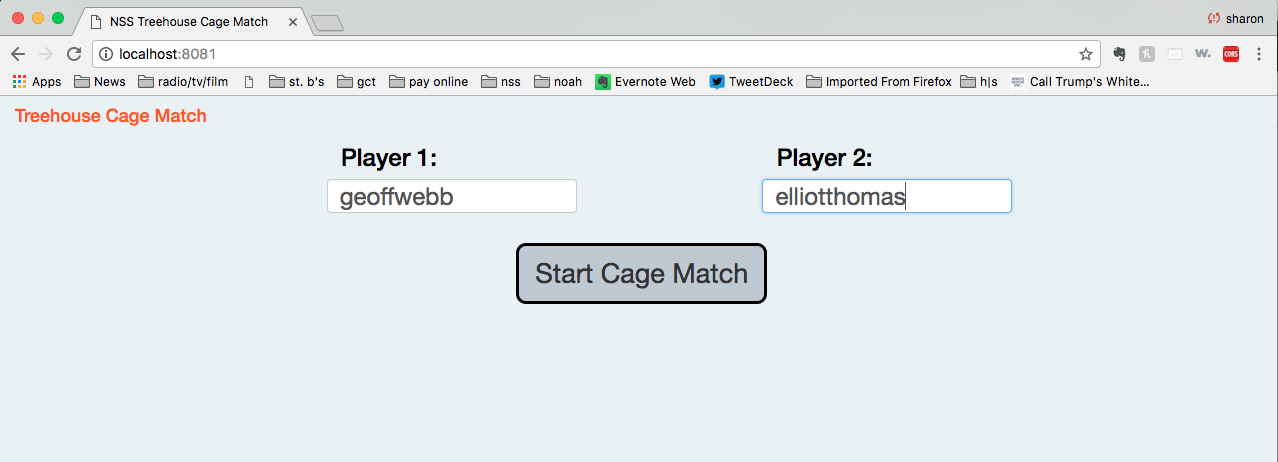 NSS Treehouse Cage Match
sharon
localhost:8081
W.
CORS
Apps News radio/tv/film st. b's gct pay online nss noah Evernote Web TweetDeck Imported From Firefox h|s Call Trump's White...
Treehouse Cage Match
Player 1: Player 2:
geoffwebb elliotthomas
Start Cage Match